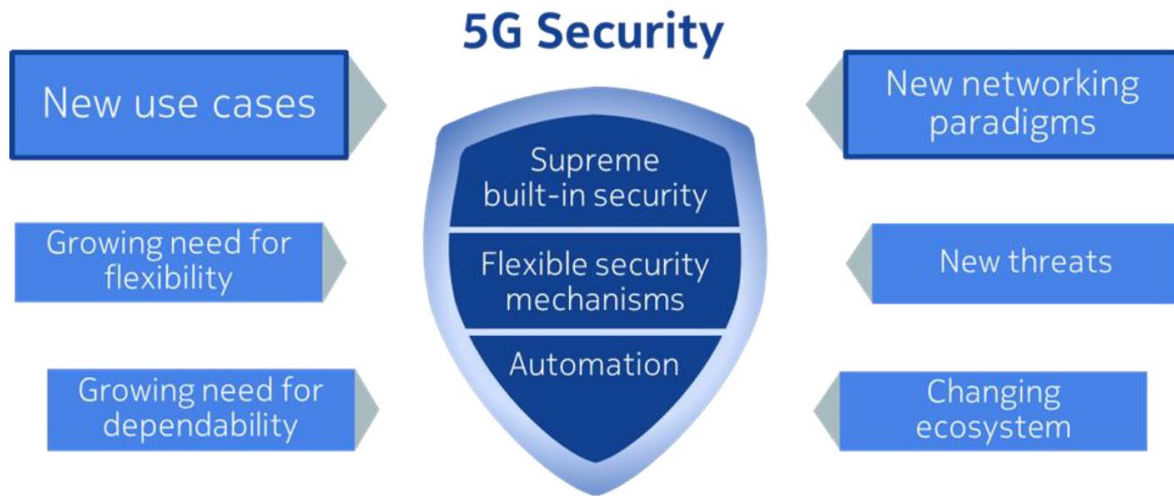 5G Security
New use cases
Growing need for
flexibility
Growing need for
dependability
Supreme
built-in security
Flexible security
mechanisms
Automation
New networking
paradigms
New threats
Changing
ecosystem